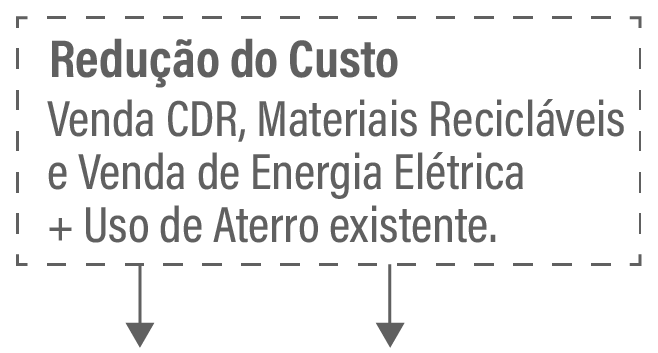 Redução do Custo
Venda CDR, Materiais Recicláveis
e Venda de Energia Elétrica
+ Uso de Aterro existente.